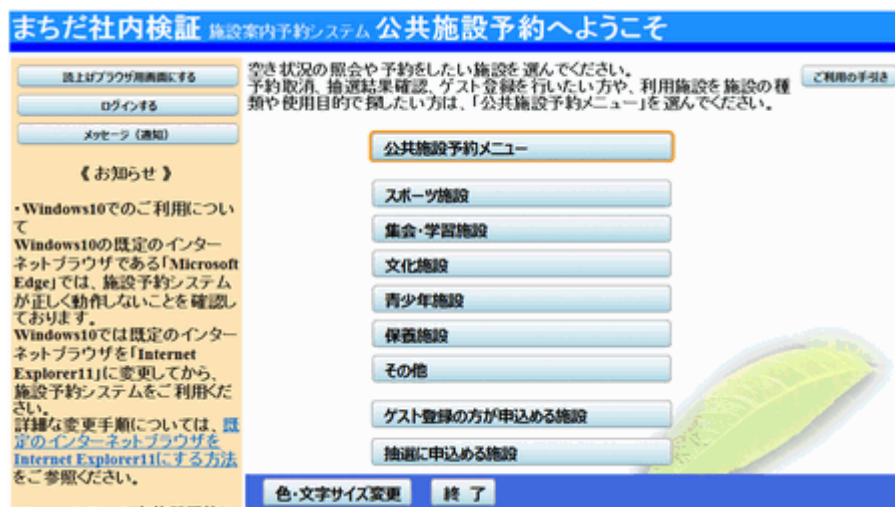 まちだ社内検証 施設案内予約システム 公共施設予約へようこそ
読上げブラウザ用画面にする
ログインする
メッセージ（通知）
《お知らせ》
・Windows10でのご利用につい
て
Windows10の既定のインター
ネットブラウザである「Microsoft
Edge」では、施設予約システム
が正しく動作しないことを確認し
ております。
Windows10では既定のインター
ネットブラウザを「Internet
Explorer11」に変更してから、
施設予約システムをご利用くだ
さい。
詳細な変更手順については、既
定のインターネットブラウザを
Internet Explorer11にする方法
をご参照ください。
空き状況の照会や予約をしたい施設を選んでください。
予約取消、抽選結果確認、ゲスト登録を行いたい方や、利用施設を施設の種
類や使用目的で探したい方は、「公共施設予約メニュー」を選んでください。
ご利用の手引き
公共施設予約メニュー
スポーツ施設
集会・学習施設
文化施設
青少年施設
保養施設
その他
ゲスト登録の方が申込める施設
抽選に申込める施設
色・文字サイズ変更
終 了